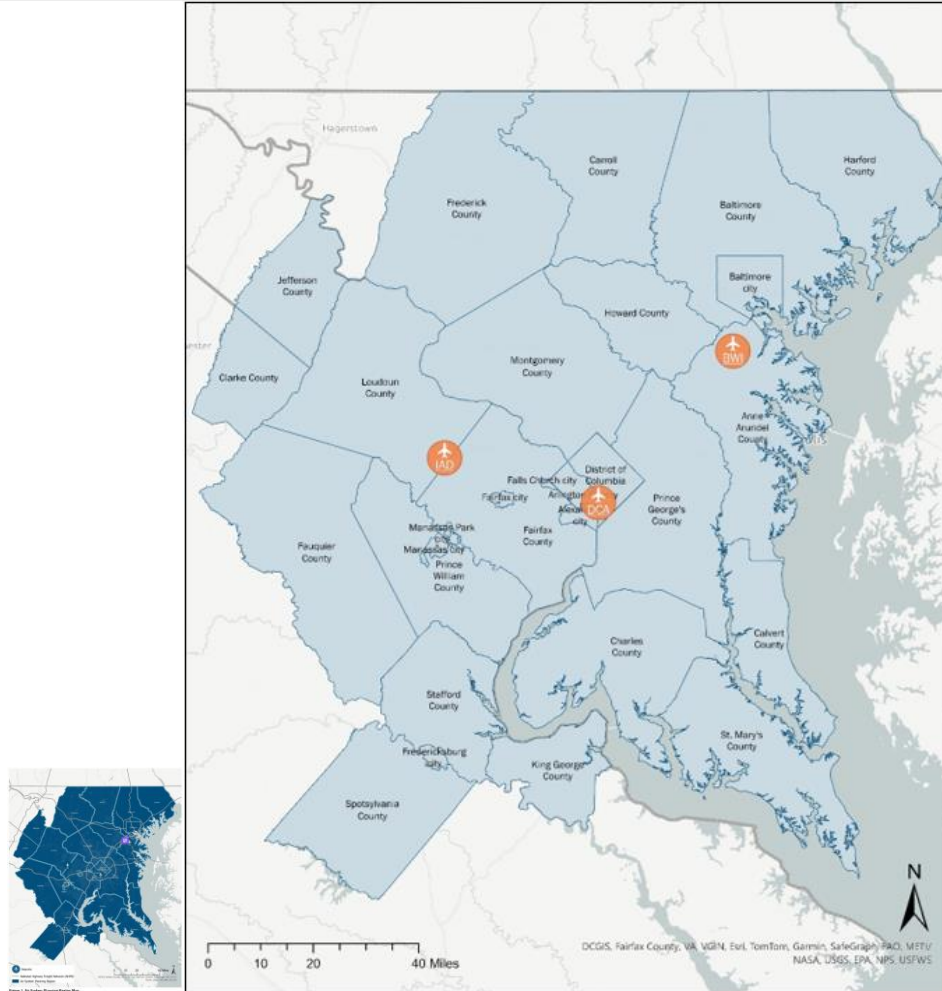 Hagerstown
Carroll
County
Harford
County
Frederick
County
Baltimore
County
Jefferson
County
Baltimore
city
Howard County
ester
BWI
Clarke County
Loudoun
County
Montgomery
County
Anne
Arundel
County
IAD
District of
Columbia
Falls Church city
Fairfax city
Arlington
DCA
city
Prince
George's
County
Fairfax
County
Manassas Park
city
Manassas city
Prince
William
County
Fauquier
County
Charles
County
Calvert
County
Stafford
County
St. Mary's
County
Fredericksburg
city
King George
County
Spotsylvania
County
N
0 10 20 40 Miles
DCGIS, Fairfax County, VA, VGIN, Esri, TomTom, Garmin, SafeGraph, FAO, METI/
NASA, USGS, EPA, NPS, USFWS